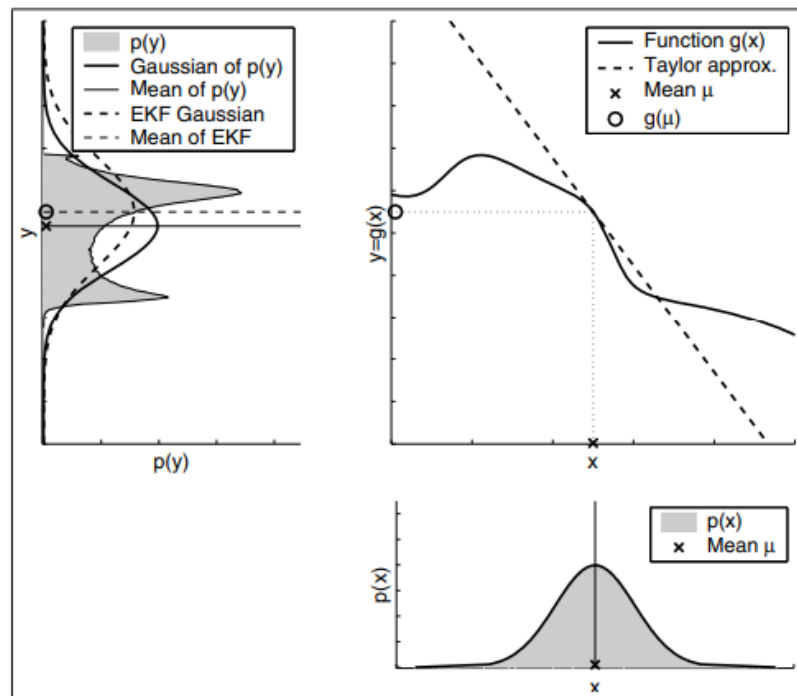 p(y)
Gaussian of p(y)
Mean of p(y)
EKF Gaussian
Mean of EKF
y
p(y)
Function g(x)
Taylor approx.
Mean μ
g(μ)
y=g(x)
x
p(x)
Mean μ
p(x)
x